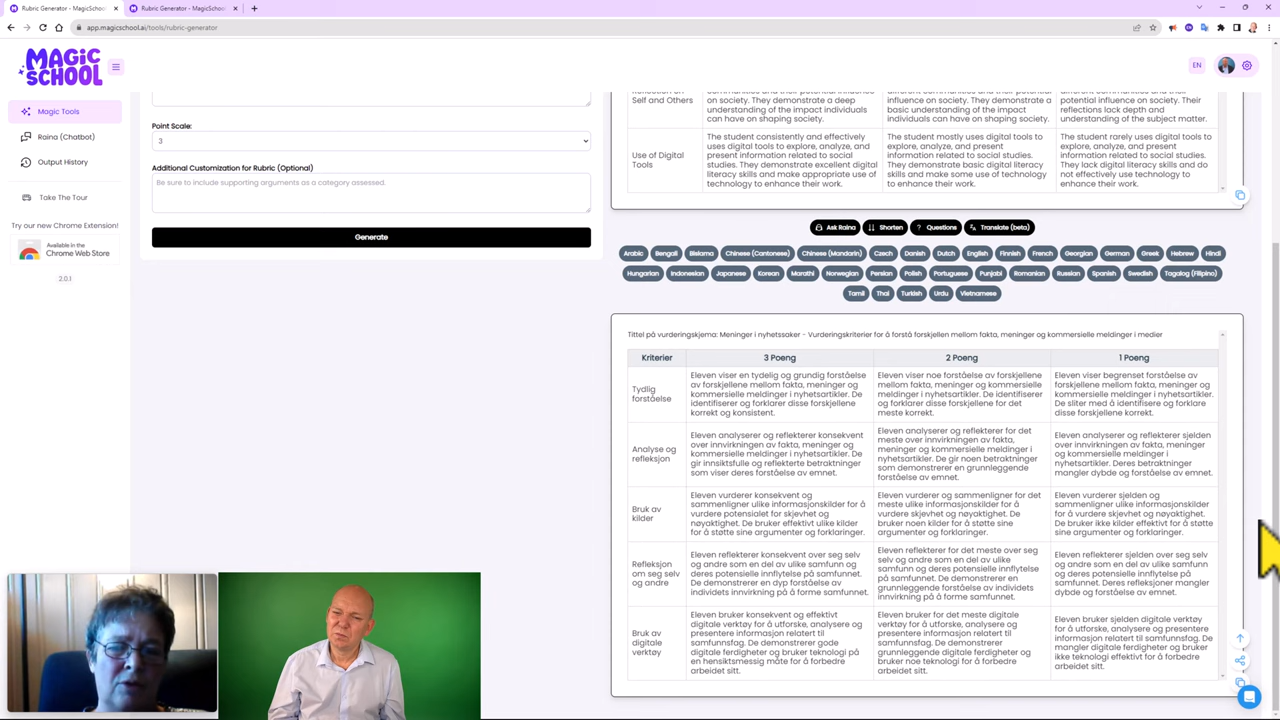 Rubric Generator - MagicSchool
Rubric Generator - MagicSchool
app.magicschool.ai/tools/rubric-generator
MAGIC
SCHOOL
EN
Magic Tools
Raina (Chatbot)
Output History
Take The Tour
Try our new Chrome Extension!
Available in the
Chrome Web Store
2.0.1
Point Scale:
3
Additional Customization for Rubric (Optional)
Be sure to include supporting arguments as a category assessed.
Generate
Reflection on
Self and Others
influence on society. They demonstrate a deep
understanding of the impact individuals
can have on shaping society.
influence on society. They demonstrate a
basic understanding of the impact individuals
can have on shaping society.
potential influence on society. Their
reflections lack depth and
understanding of the subject matter.
Use of Digital
Tools
The student consistently and effectively
uses digital tools to explore, analyze, and
present information related to social
studies. They demonstrate excellent digital
literacy skills and make appropriate use of
technology to enhance their work.
The student mostly uses digital tools to
explore, analyze, and present information
related to social studies. They
demonstrate basic digital literacy
skills and make some use of technology
to enhance their work.
The student rarely uses digital tools to
explore, analyze, and present
information related to social studies.
They lack digital literacy skills and do
not effectively use technology to
enhance their work.
Ask Raina
Shorten
Questions
Translate (beta)
Arabic Bengali Bislama Chinese (Cantonese) Chinese (Mandarin) Czech Danish Dutch English Finnish French Georgian German Greek Hebrew Hindi
Hungarian Indonesian Japanese Korean Marathi Norwegian Persian Polish Portuguese Punjabi Romanian Russian Spanish Swedish Tagalog (Filipino)
Tamil Thai Turkish Urdu Vietnamese
Tittel på vurderingskjema: Meninger i nyhetssaker - Vurderingskriterier for å forstå forskjellen mellom fakta, meninger og kommersielle meldinger i medier
Kriterier
3 Poeng
2 Poeng
1 Poeng
Tydlig
forståelse
Eleven viser en tydelig og grundig forståelse
av forskjellene mellom fakta, meninger og
kommersielle meldinger i nyhetsartikler. De
identifiserer og forklarer disse forskjellene
korrekt og konsistent.
Eleven viser noe forståelse av forskjellene
mellom fakta, meninger og kommersielle
meldinger i nyhetsartikler. De identifiserer
og forklarer disse forskjellene for det
meste korrekt.
Eleven viser begrenset forståelse av
forskjellene mellom fakta, meninger og
kommersielle meldinger i nyhetsartikler.
De sliter med å identifisere og forklare
disse forskjellene korrekt.
Analyse og
refleksjon
Eleven analyserer og reflekterer konsekvent
over innvirkningen av fakta, meninger og
kommersielle meldinger i nyhetsartikler. De
gir innsiktsfulle og reflekterte betraktninger
som viser deres forståelse av emnet.
Eleven analyserer og reflekterer for det
meste over innvirkningen av fakta,
meninger og kommersielle meldinger i
nyhetsartikler. De gir noen betraktninger
som demonstrerer en grunnleggende
forståelse av emnet.
Eleven analyserer og reflekterer sjelden
over innvirkningen av fakta, meninger og
kommersielle meldinger i
nyhetsartikler. Deres betraktninger
mangler dybde og forståelse av emnet.
Bruk av
kilder
Eleven vurderer konsekvent og
sammenligner ulike informasjonskilder for å
vurdere potensialet for skjevhet og
nøyaktighet. De bruker effektivt ulike kilder
for å støtte sine argumenter og forklaringer.
Eleven vurderer og sammenligner for det
meste ulike informasjonskilder for å
vurdere skjevhet og nøyaktighet. De
bruker noen kilder for å støtte sine
argumenter og forklaringer.
Eleven vurderer sjelden og
sammenligner ulike informasjonskilder
for å vurdere skjevhet og nøyaktighet.
De bruker ikke kilder effektivt for å støtte
sine argumenter og forklaringer.
Refleksjon
om seg selv
og andre
Eleven reflekterer konsekvent over seg selv
og andre som en del av ulike samfunn og
deres potensielle innflytelse på samfunnet.
De demonstrerer en dyp forståelse av
individets innvirkning på å forme samfunnet.
Eleven reflekterer for det meste over seg
selv og andre som en del av ulike
samfunn og deres potensielle innflytelse
på samfunnet. De demonstrerer en
grunnleggende forståelse av individets
innvirkning på å forme samfunnet.
Eleven reflekterer sjelden over seg selv
og andre som en del av ulike samfunn
og deres potensielle innflytelse på
samfunnet. Deres refleksjoner mangler
dybde og forståelse av emnet.
Bruk av
digitale
verktøy
Eleven bruker konsekvent og effektivt
digitale verktøy for å utforske, analysere og
presentere informasjon relatert til
samfunnsfag. De demonstrerer gode
digitale ferdigheter og bruker teknologi på
en hensiktsmessig måte for å forbedre
arbeidet sitt.
Eleven bruker for det meste digitale
verktøy for å utforske, analysere og
presentere informasjon relatert til
samfunnsfag. De demonstrerer
grunnleggende digitale ferdigheter og
bruker noe teknologi for å forbedre
arbeidet sitt.
Eleven bruker sjelden digitale verktøy
for å utforske, analysere og presentere
informasjon relatert til samfunnsfag. De
mangler digitale ferdigheter og bruker
ikke teknologi effektivt for å forbedre
arbeidet sitt.